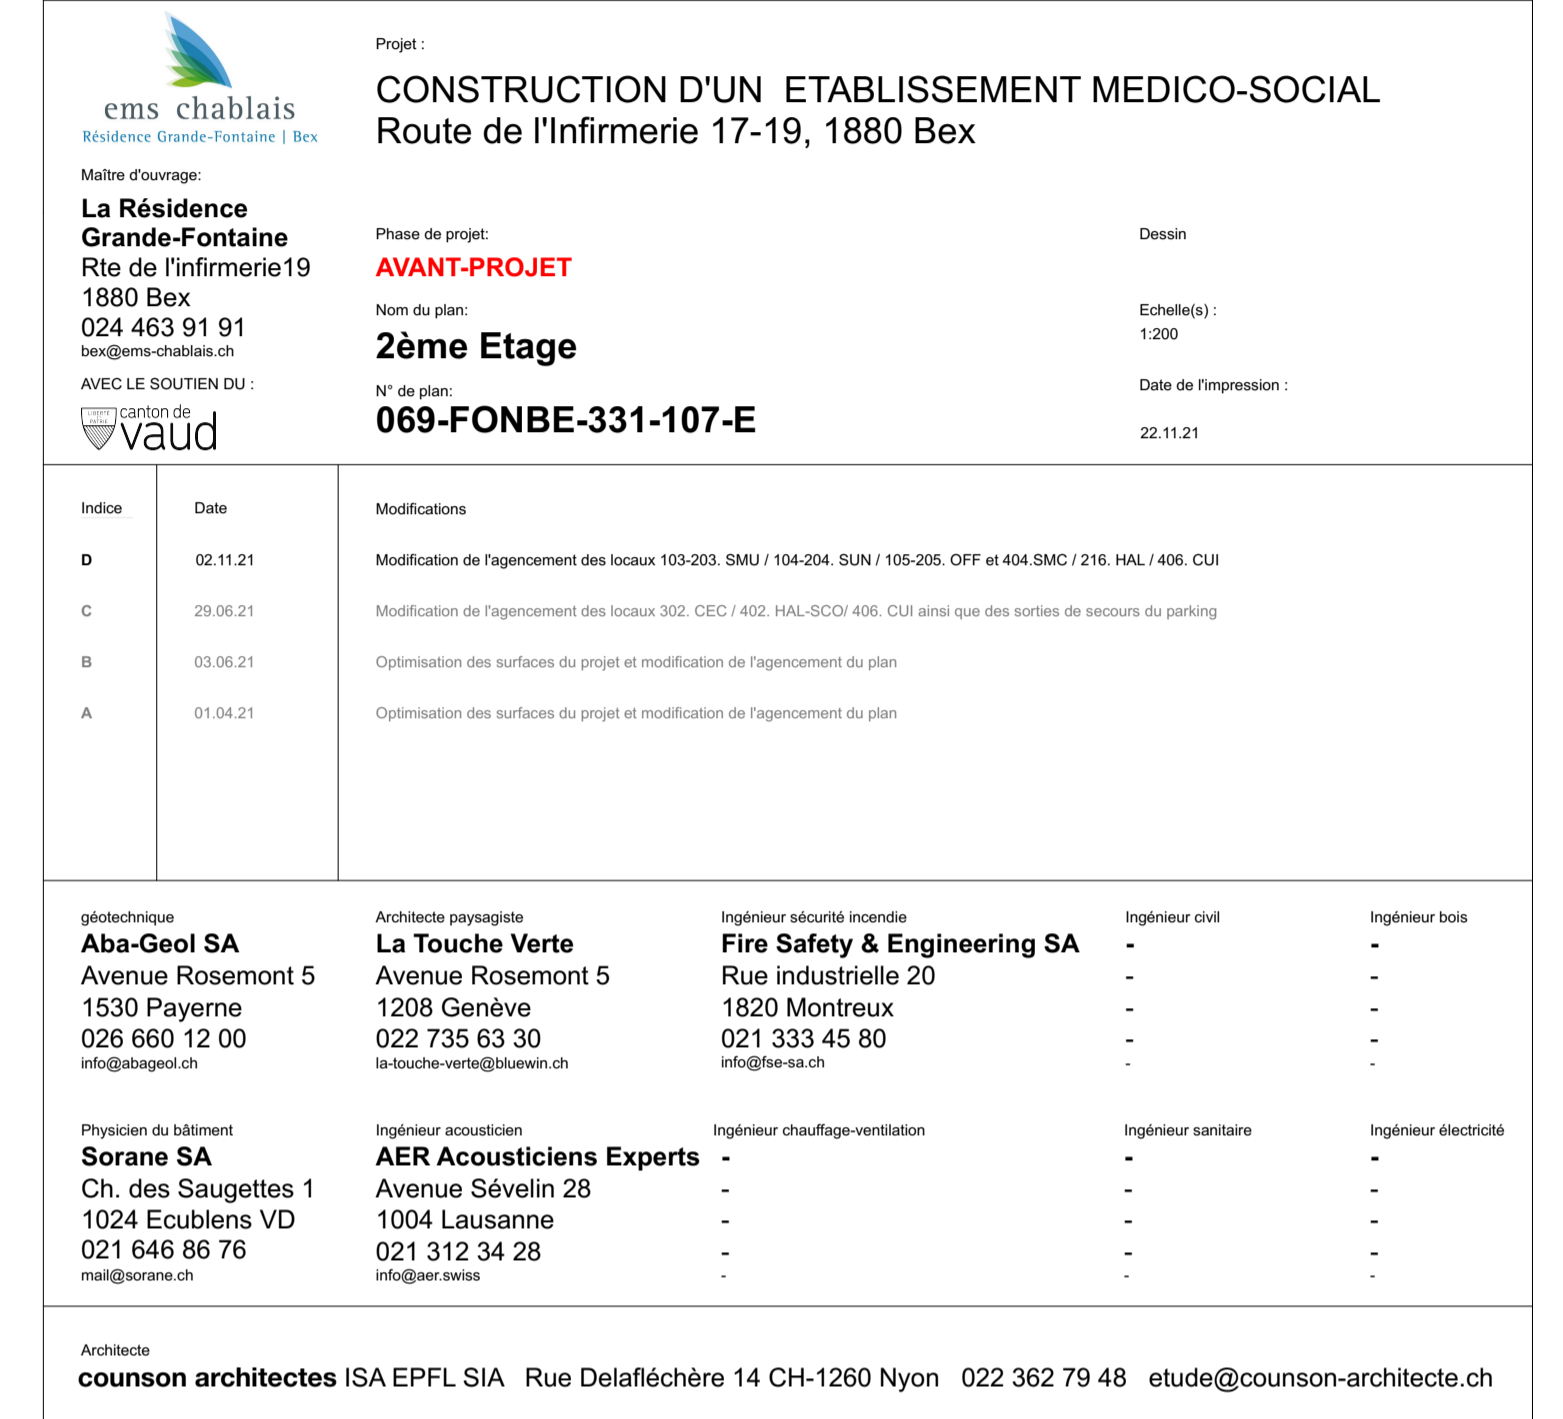 ems chablais
Résidence Grande-Fontaine | Bex
Projet :
CONSTRUCTION D'UN ETABLISSEMENT MEDICO-SOCIAL
Route de l'Infirmerie 17-19, 1880 Bex
Maître d'ouvrage:
La Résidence
Grande-Fontaine
Rte de l'infirmerie19
1880 Bex
024 463 91 91
bex@ems-chablais.ch
AVEC LE SOUTIEN DU :
LIBERTÉ
ET
PATRIE
canton de
vaud
Phase de projet:
AVANT-PROJET
Nom du plan:
2ème Etage
N° de plan:
069-FONBE-331-107-E
Dessin
Echelle(s) :
1:200
Date de l'impression :
22.11.21
Indice Date Modifications
D 02.11.21 Modification de l'agencement des locaux 103-203. SMU / 104-204. SUN / 105-205. OFF et 404.SMC / 216. HAL / 406. CUI
C 29.06.21 Modification de l'agencement des locaux 302. CEC / 402. HAL-SCO/ 406. CUI ainsi que des sorties de secours du parking
B 03.06.21 Optimisation des surfaces du projet et modification de l'agencement du plan
A 01.04.21 Optimisation des surfaces du projet et modification de l'agencement du plan
géotechnique
Aba-Geol SA
Avenue Rosemont 5
1530 Payerne
026 660 12 00
info@abageol.ch
Architecte paysagiste
La Touche Verte
Avenue Rosemont 5
1208 Genève
022 735 63 30
la-touche-verte@bluewin.ch
Ingénieur sécurité incendie
Fire Safety & Engineering SA
Rue industrielle 20
1820 Montreux
021 333 45 80
info@fse-sa.ch
Ingénieur civil
-
-
-
-
-
Ingénieur bois
-
-
-
-
-
Physicien du bâtiment
Sorane SA
Ch. des Saugettes 1
1024 Ecublens VD
021 646 86 76
mail@sorane.ch
Ingénieur acousticien
AER Acousticiens Experts
Avenue Sévelin 28
1004 Lausanne
021 312 34 28
info@aer.swiss
Ingénieur chauffage-ventilation
-
-
-
-
-
Ingénieur sanitaire
-
-
-
-
-
Ingénieur électricité
-
-
-
-
-
Architecte
counson architectes ISA EPFL SIA Rue Delafléchère 14 CH-1260 Nyon 022 362 79 48 etude@counson-architecte.ch